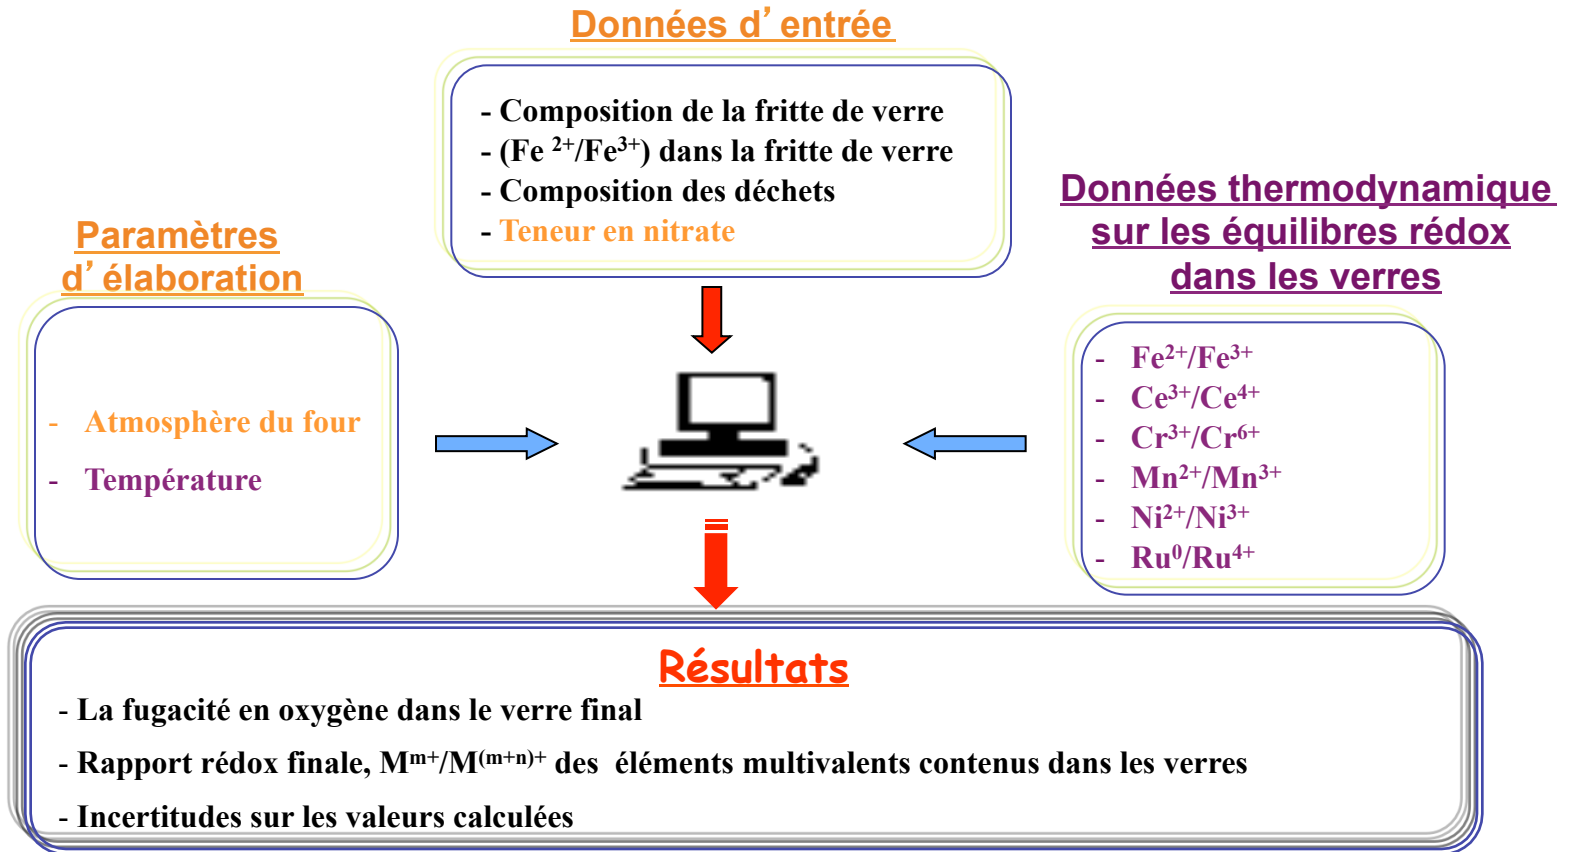 Données d’entrée
- Composition de la fritte de verre
- (Fe ²⁺/Fe³⁺) dans la fritte de verre
- Composition des déchets
- Teneur en nitrate
Paramètres
d’élaboration
- Atmosphère du four
- Température
Données thermodynamique
sur les équilibres rédox
dans les verres
- Fe²⁺/Fe³⁺
- Ce³⁺/Ce⁴⁺
- Cr³⁺/Cr⁶⁺
- Mn²⁺/Mn³⁺
- Ni²⁺/Ni³⁺
- Ru⁰/Ru⁴⁺
Résultats
- La fugacité en oxygène dans le verre final
- Rapport rédox finale, Mᵐ⁺/M⁽ᵐ⁺ⁿ⁾⁺ des éléments multivalents contenus dans les verres
- Incertitudes sur les valeurs calculées